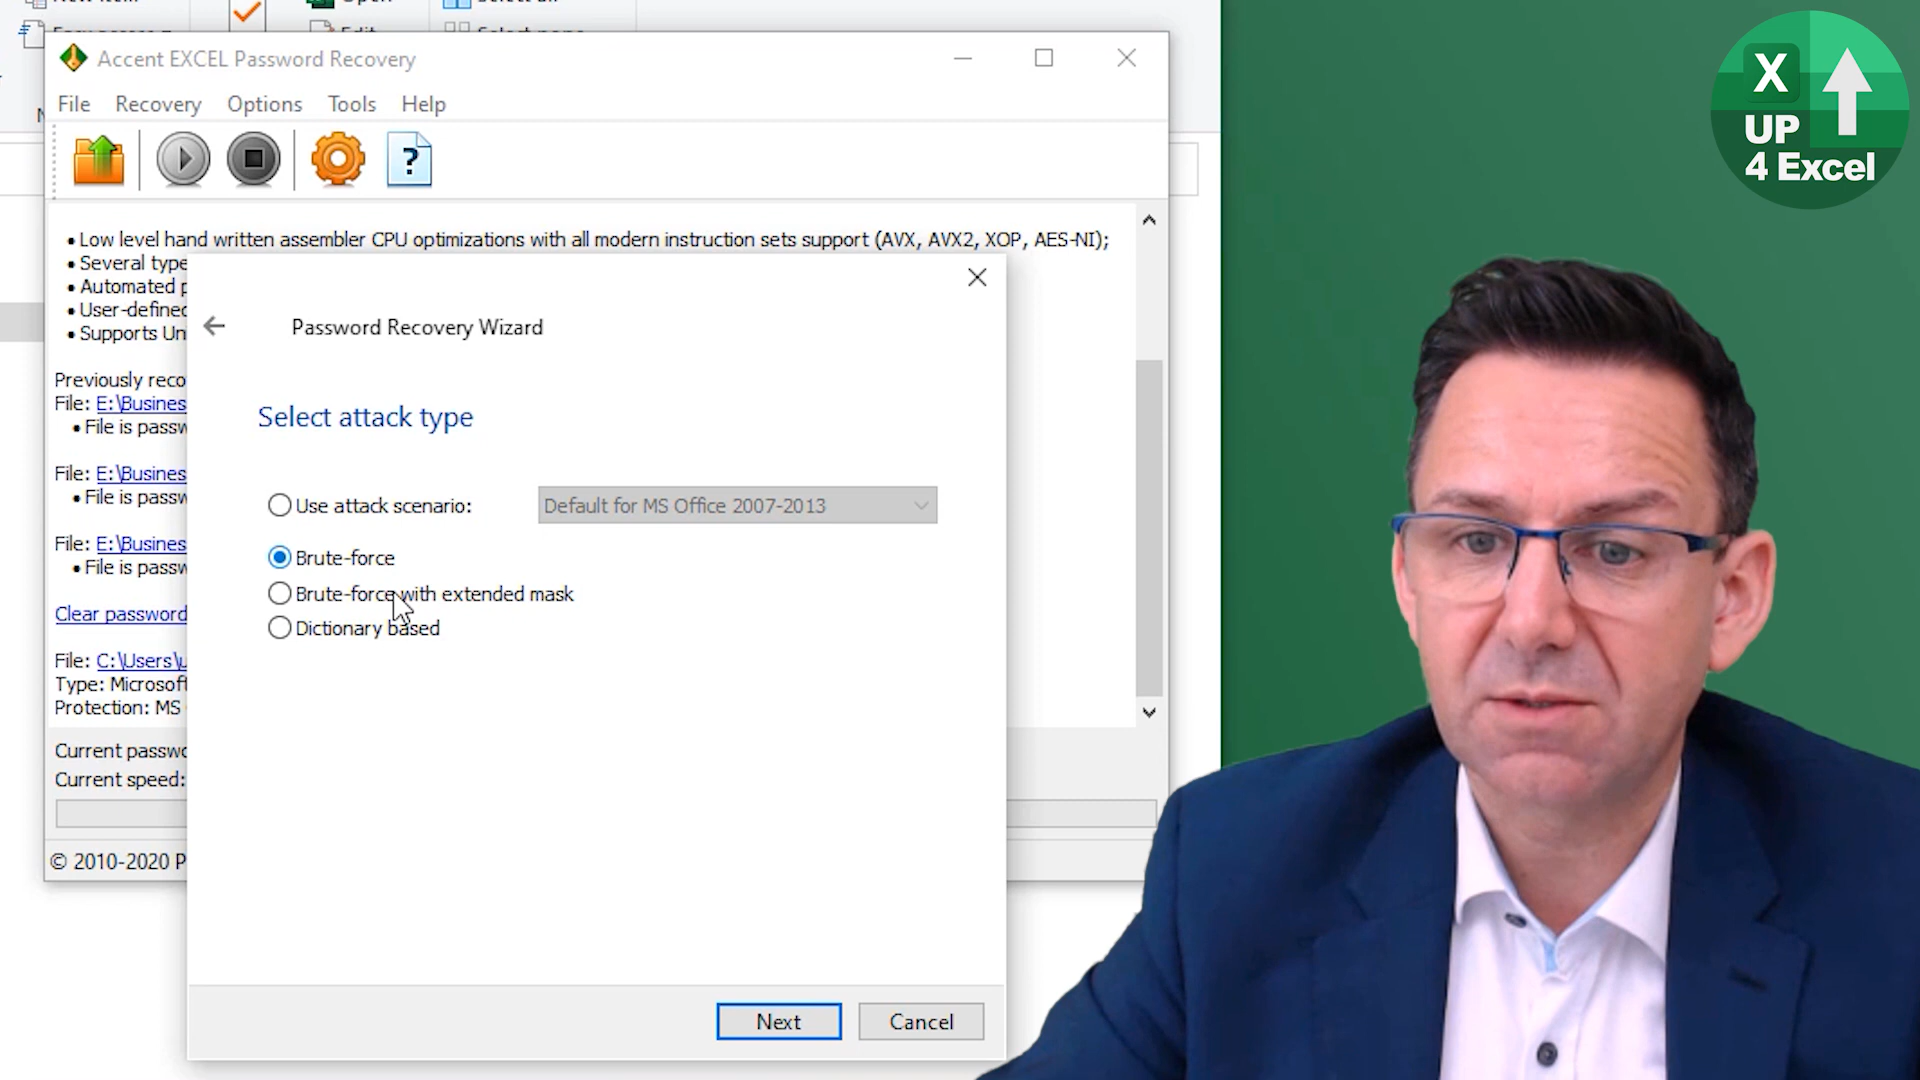 Accent EXCEL Password Recovery
File Recovery Options Tools Help
?
X
UP
4 Excel
• Low level hand written assembler CPU optimizations with all modern instruction sets support (AVX, AVX2, XOP, AES-NI);
• Several type
• Automated p
• User-defined
• Supports Un
Previously reco
File: E:\Busines
• File is passw
File: E:\Busines
• File is passw
File: E:\Busines
• File is passw
Clear password
File: C:\Users\u
Type: Microsoft
Protection: MS
Current passwo
Current speed:
© 2010-2020 P
Password Recovery Wizard
Select attack type
Use attack scenario: Default for MS Office 2007-2013
Brute-force
Brute-force with extended mask
Dictionary based
Next Cancel